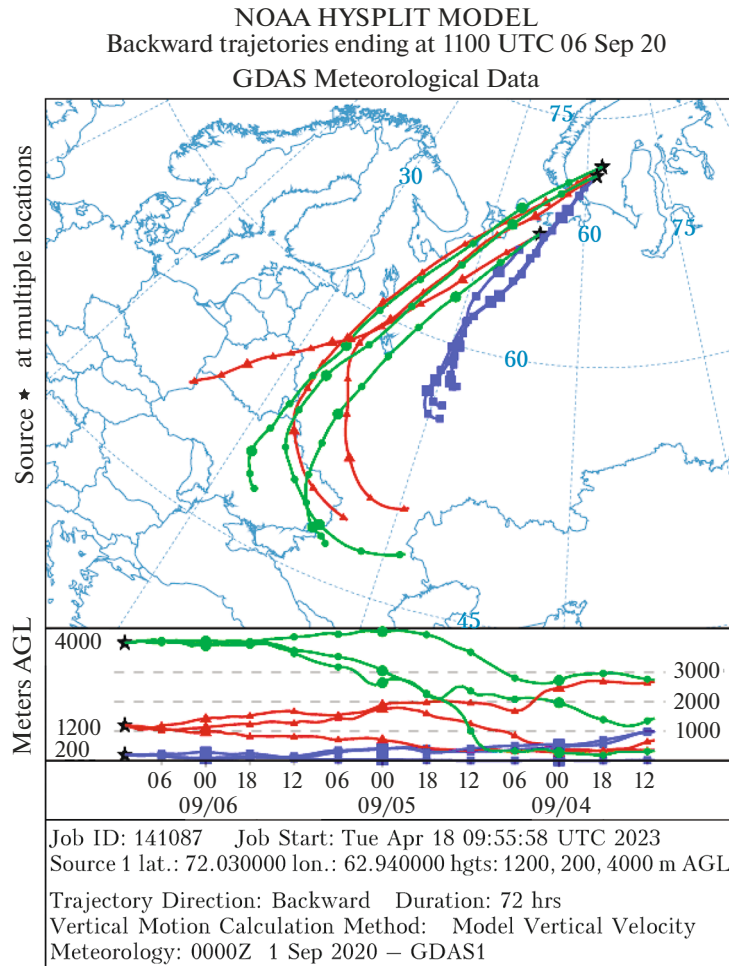 NOAA HYSPLIT MODEL
Backward trajetories ending at 1100 UTC 06 Sep 20
GDAS Meteorological Data
Source ★ at multiple locations
75
30
60
75
60
45
Meters AGL
4000
1200
200
3000
2000
1000
06 00 18 12 06 00 18 12 06 00 18 12
09/06 09/05 09/04
Job ID: 141087 Job Start: Tue Apr 18 09:55:58 UTC 2023
Source 1 lat.: 72.030000 lon.: 62.940000 hgts: 1200, 200, 4000 m AGL
Trajectory Direction: Backward Duration: 72 hrs
Vertical Motion Calculation Method: Model Vertical Velocity
Meteorology: 0000Z 1 Sep 2020 – GDAS1